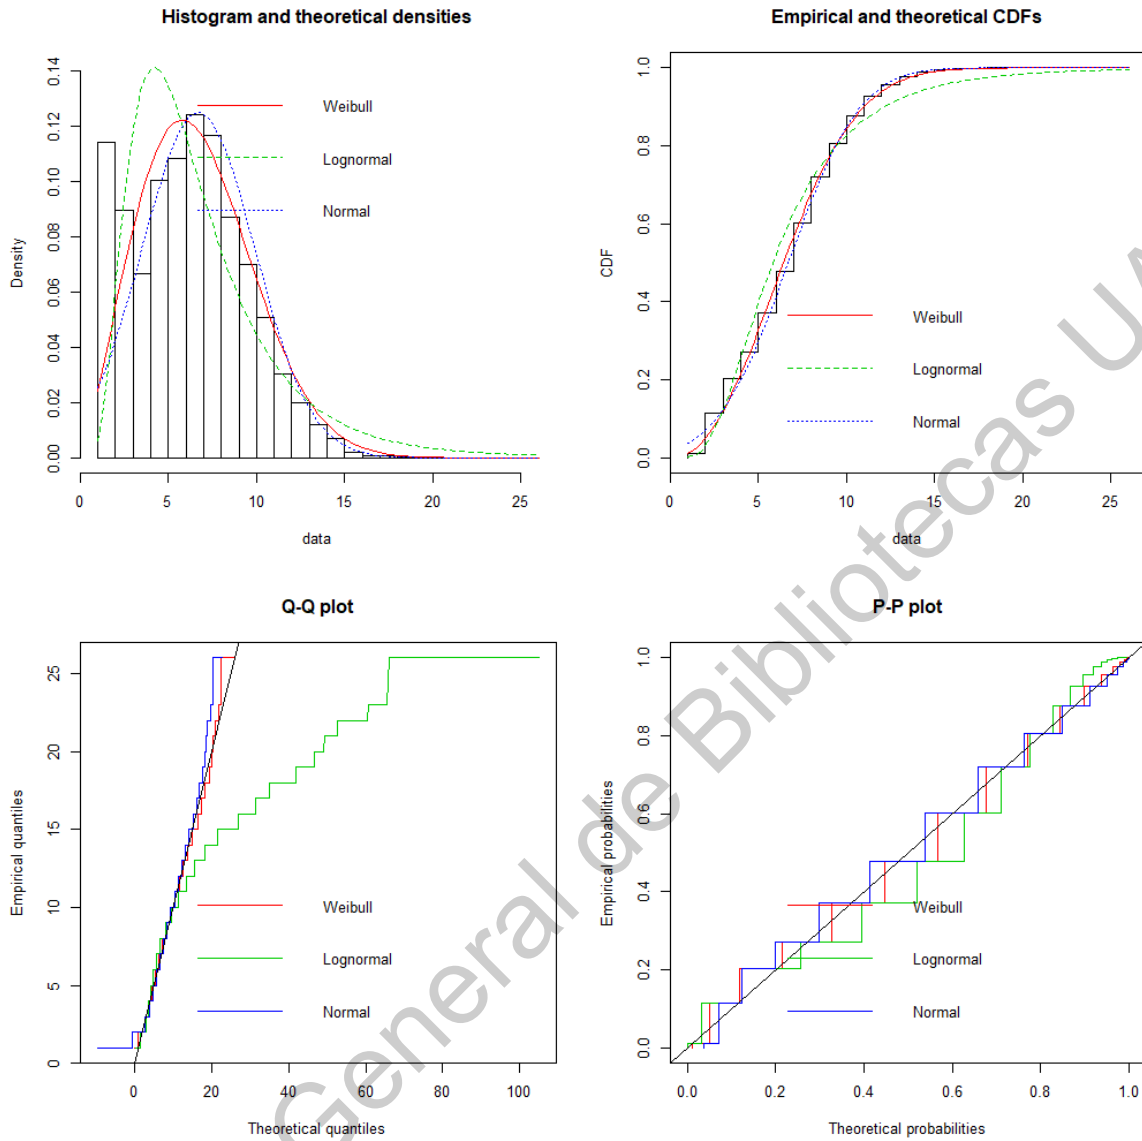 Histogram and theoretical densities
Density
0.00
0.02
0.04
0.06
0.08
0.10
0.12
0.14
Weibull
Lognormal
Normal
5
10
15
20
25
data
Empirical and theoretical CDFs
CDF
0.0
0.2
0.4
0.6
0.8
1.0
Weibull
Lognormal
Normal
0
5
10
15
20
25
data
Q-Q plot
Empirical quantiles
0
5
10
15
20
25
Weibull
Lognormal
Normal
0
20
40
60
80
100
Theoretical quantiles
P-P plot
Empirical probabilities
0.0
0.2
0.4
0.6
0.8
1.0
Weibull
Lognormal
Normal
0.0
0.2
0.4
0.6
0.8
1.0
Theoretical probabilities
General de Bibliotecas